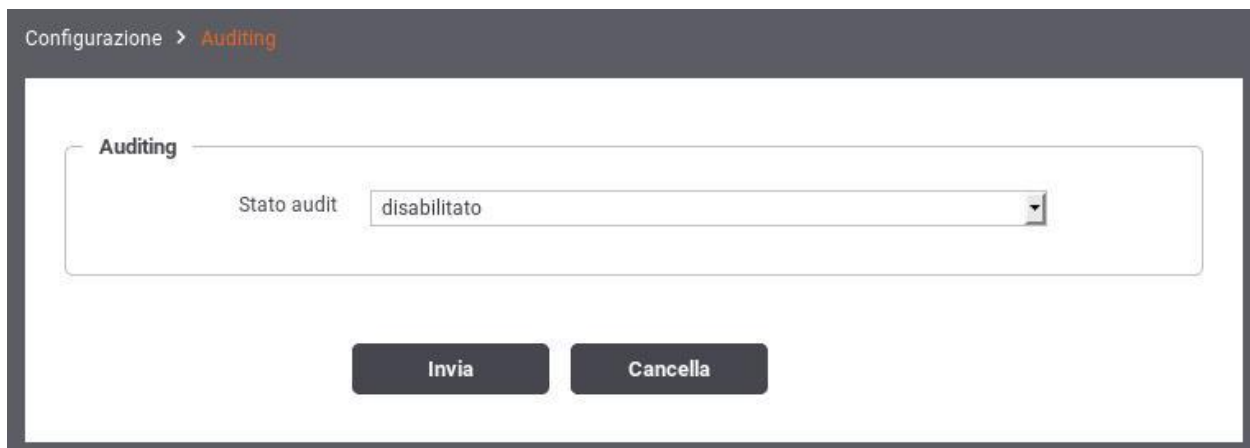 Configurazione > Auditing
Auditing
Stato audit disabilitato
Invia Cancella